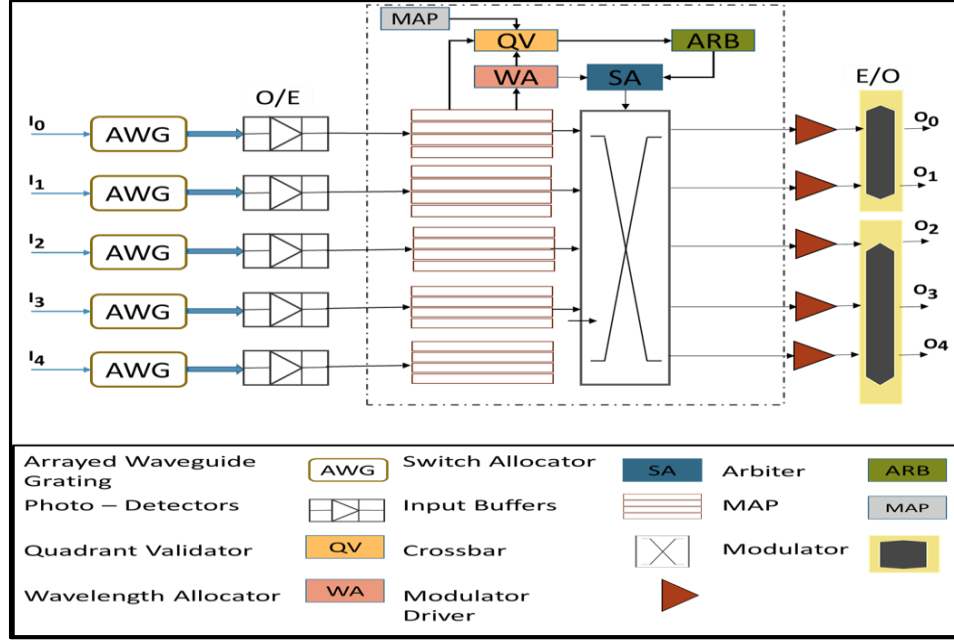 MAP
QV
ARB
WA
SA
E/O
O/E
I0
AWG
O0
I1
AWG
O1
I2
AWG
O2
I3
AWG
O3
I4
AWG
O4
Arrayed Waveguide Grating
AWG
Switch Allocator
SA
Arbiter
ARB
Photo – Detectors
Input Buffers
MAP
MAP
Quadrant Validator
QV
Crossbar
Modulator
Wavelength Allocator
WA
Modulator Driver